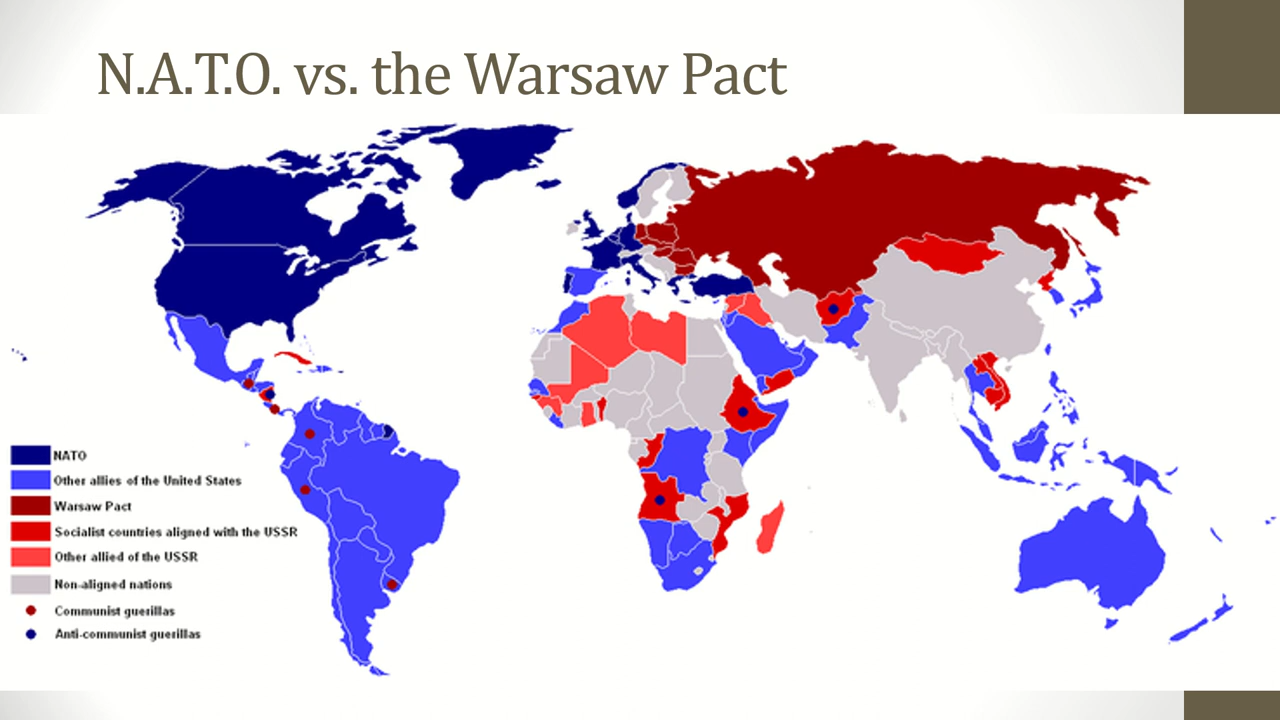 N.A.T.O. vs. the Warsaw Pact
NATO
Other allies of the United States
Warsaw Pact
Socialist countries aligned with the USSR
Other allied of the USSR
Non-aligned nations
Communist guerillas
Anti-communist guerillas